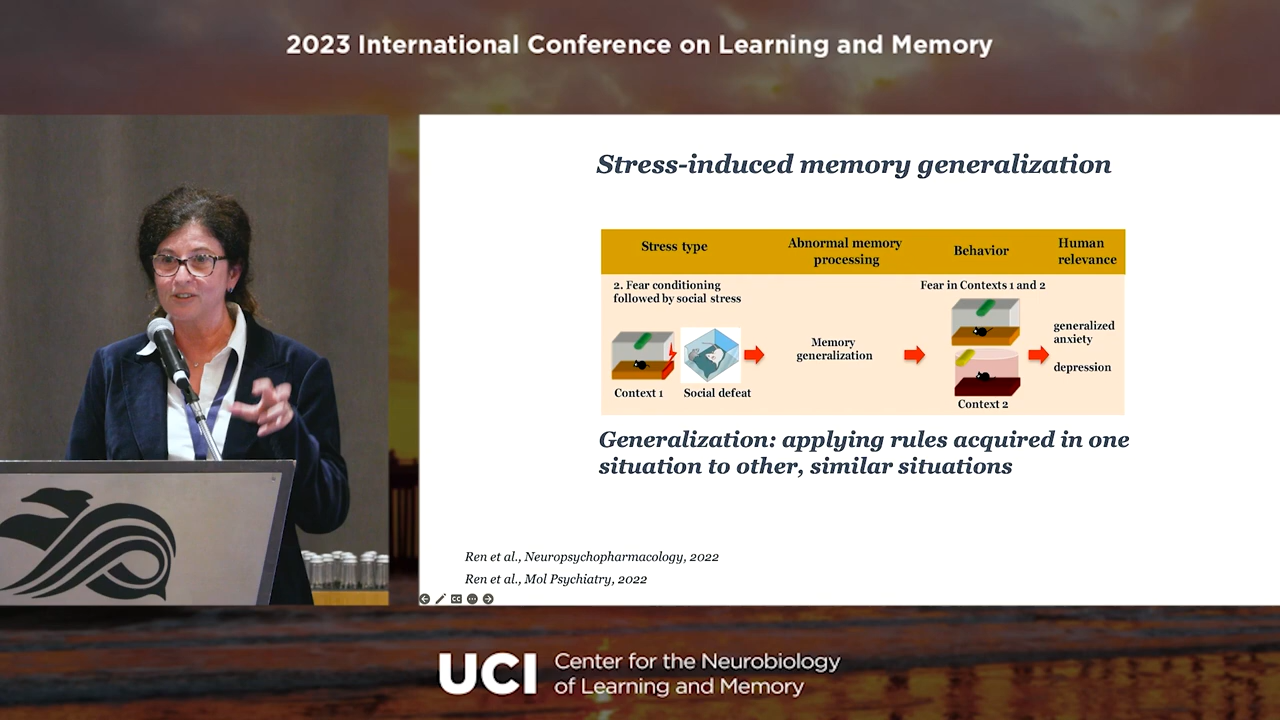 2023 International Conference on Learning and Memory
Stress-induced memory generalization
Stress type
Abnormal memory
processing
Behavior
Human
relevance
2. Fear conditioning
followed by social stress
Context 1
Social defeat
Memory
generalization
Fear in Contexts 1 and 2
Context 2
generalized
anxiety
depression
Generalization: applying rules acquired in one
situation to other, similar situations
Ren et al., Neuropsychopharmacology, 2022
Ren et al., Mol Psychiatry, 2022
CC
UCI
Center for the Neurobiology
of Learning and Memory